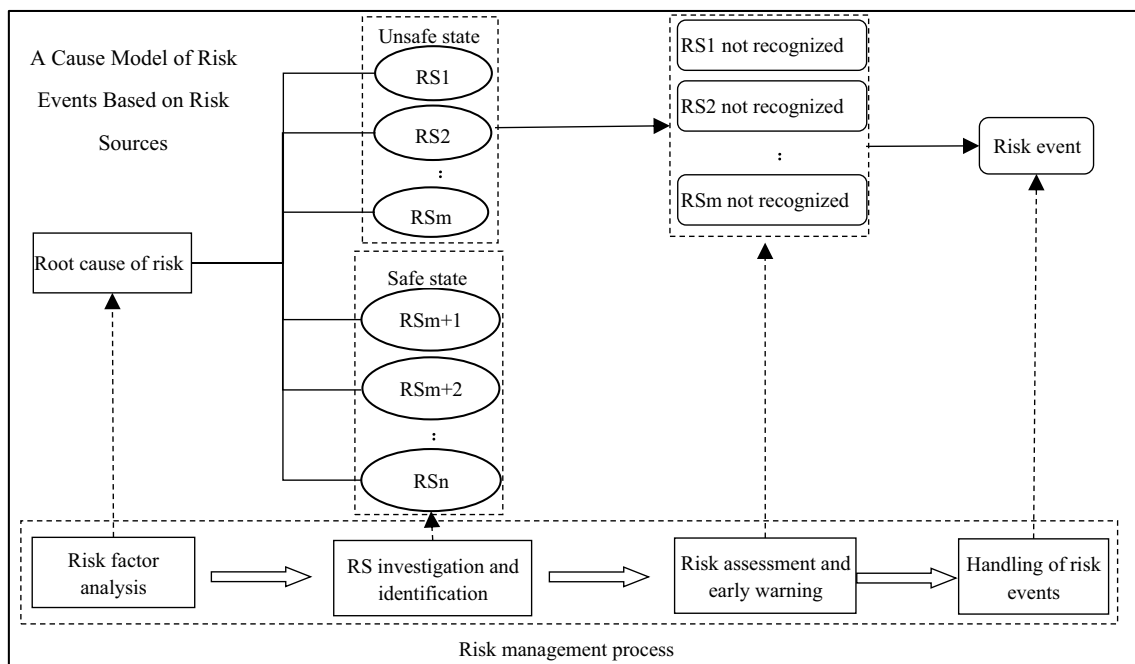 A Cause Model of Risk
Events Based on Risk
Sources
Unsafe state
RS1
RS2
:
RSm
Safe state
RSm+1
RSm+2
:
RSn
RS1 not recognized
RS2 not recognized
:
RSm not recognized
Risk event
Root cause of risk
Risk factor
analysis
RS investigation and
identification
Risk assessment and
early warning
Handling of risk
events
Risk management process